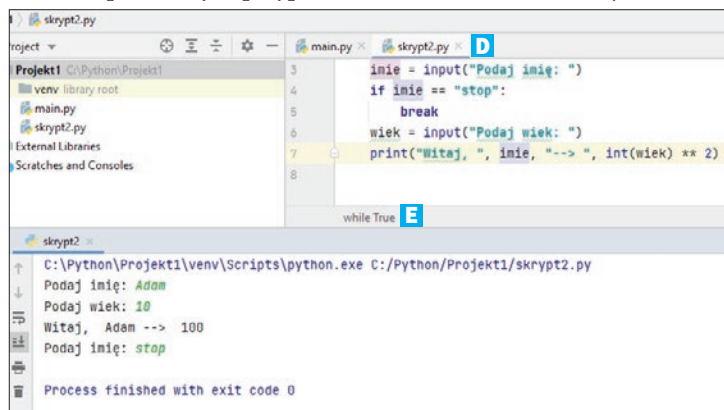 skrypt2.py
Project
main.py
skrypt2.py
D
Projekt1 C:\Python\Projekt1
venv library root
main.py
skrypt2.py
External Libraries
Scratches and Consoles
3 imie = input("Podaj imię: ")
4 if imie == "stop":
5 break
6 wiek = input("Podaj wiek: ")
7 print("Witaj, ", imie, "--> ", int(wiek) ** 2)
8
while True E
skrypt2
C:\Python\Projekt1\venv\Scripts\python.exe C:/Python/Projekt1/skrypt2.py
Podaj imię: Adam
Podaj wiek: 10
Witaj,  Adam -->  100
Podaj imię: stop
Process finished with exit code 0